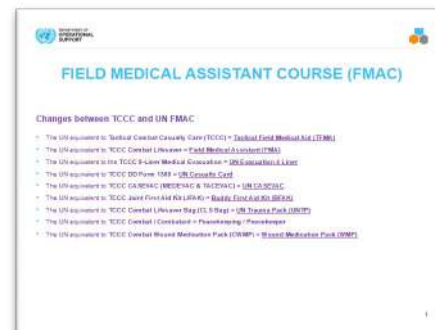 DEPARTMENT OF
OPERATIONAL
SUPPORT
FIELD MEDICAL ASSISTANT COURSE (FMAC)
Changes between TCCC and UN FMAC
The UN equivalent to Tactical Combat Casualty Care (TCCC) = Tactical Field Medical Aid (TFMA)
The UN equivalent to TCCC Combat Lifesaver = Field Medical Assistant (FMA)
The UN equivalent to the TCCC 9-Liner Medical Evacuation = UN Evacuation 4 Liner
The UN equivalent to TCCC DD Form 1380 = UN Casualty Card
The UN equivalent to TCCC CASEVAC (MEDEVAC & TACEVAC) = UN CASEVAC
The UN equivalent to TCCC Joint First Aid Kit (JFAK) = Buddy First Aid Kit (BFAK)
The UN equivalent to TCCC Combat Lifesaver Bag (CLS Bag) = UN Trauma Pack (UNTP)
The UN equivalent to TCCC Combat / Combatant = Peacekeeping / Peacekeeper
The UN equivalent to TCCC Combat Wound Medication Pack (CWMP) = Wound Medication Pack (WMP)